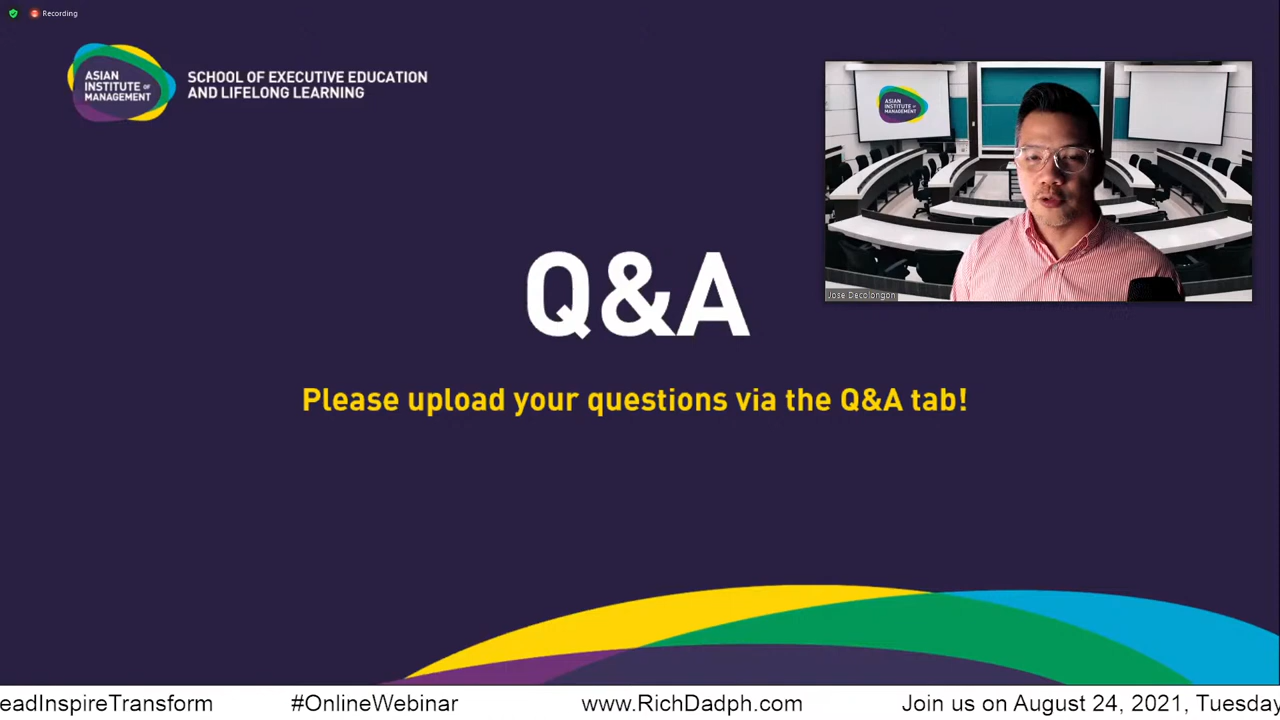 Recording
ASIAN
INSTITUTE of
MANAGEMENT
SCHOOL OF EXECUTIVE EDUCATION
AND LIFELONG LEARNING
ASIAN
INSTITUTE of
MANAGEMENT
Jose Decolongon
Q&A
Please upload your questions via the Q&A tab!
eadInspireTransform #OnlineWebinar www.RichDadph.com Join us on August 24, 2021, Tuesday